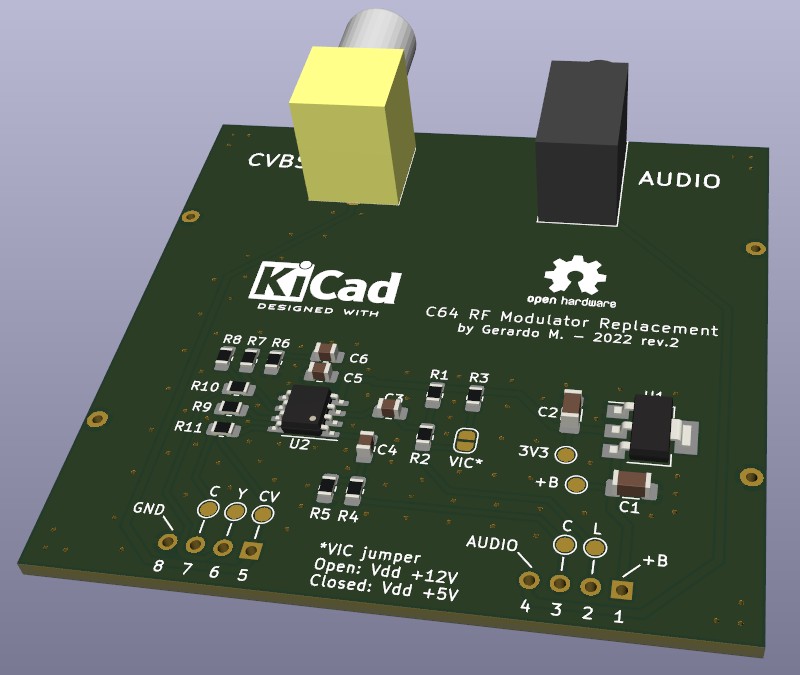 CVBS
AUDIO
KiCad
DESIGNED WITH
open hardware
C64 RF Modulator Replacement
by Gerardo M. – 2022 rev.2
R8 R7 R6
C6
C5
R10
R9
R11
U2
C3
C4
R1
R3
R2
VIC*
C2
U1
3V3
+B
C1
R5 R4
GND
C Y CV
8 7 6 5
*VIC jumper
Open: Vdd +12V
Closed: Vdd +5V
AUDIO
C L
+B
4 3 2 1